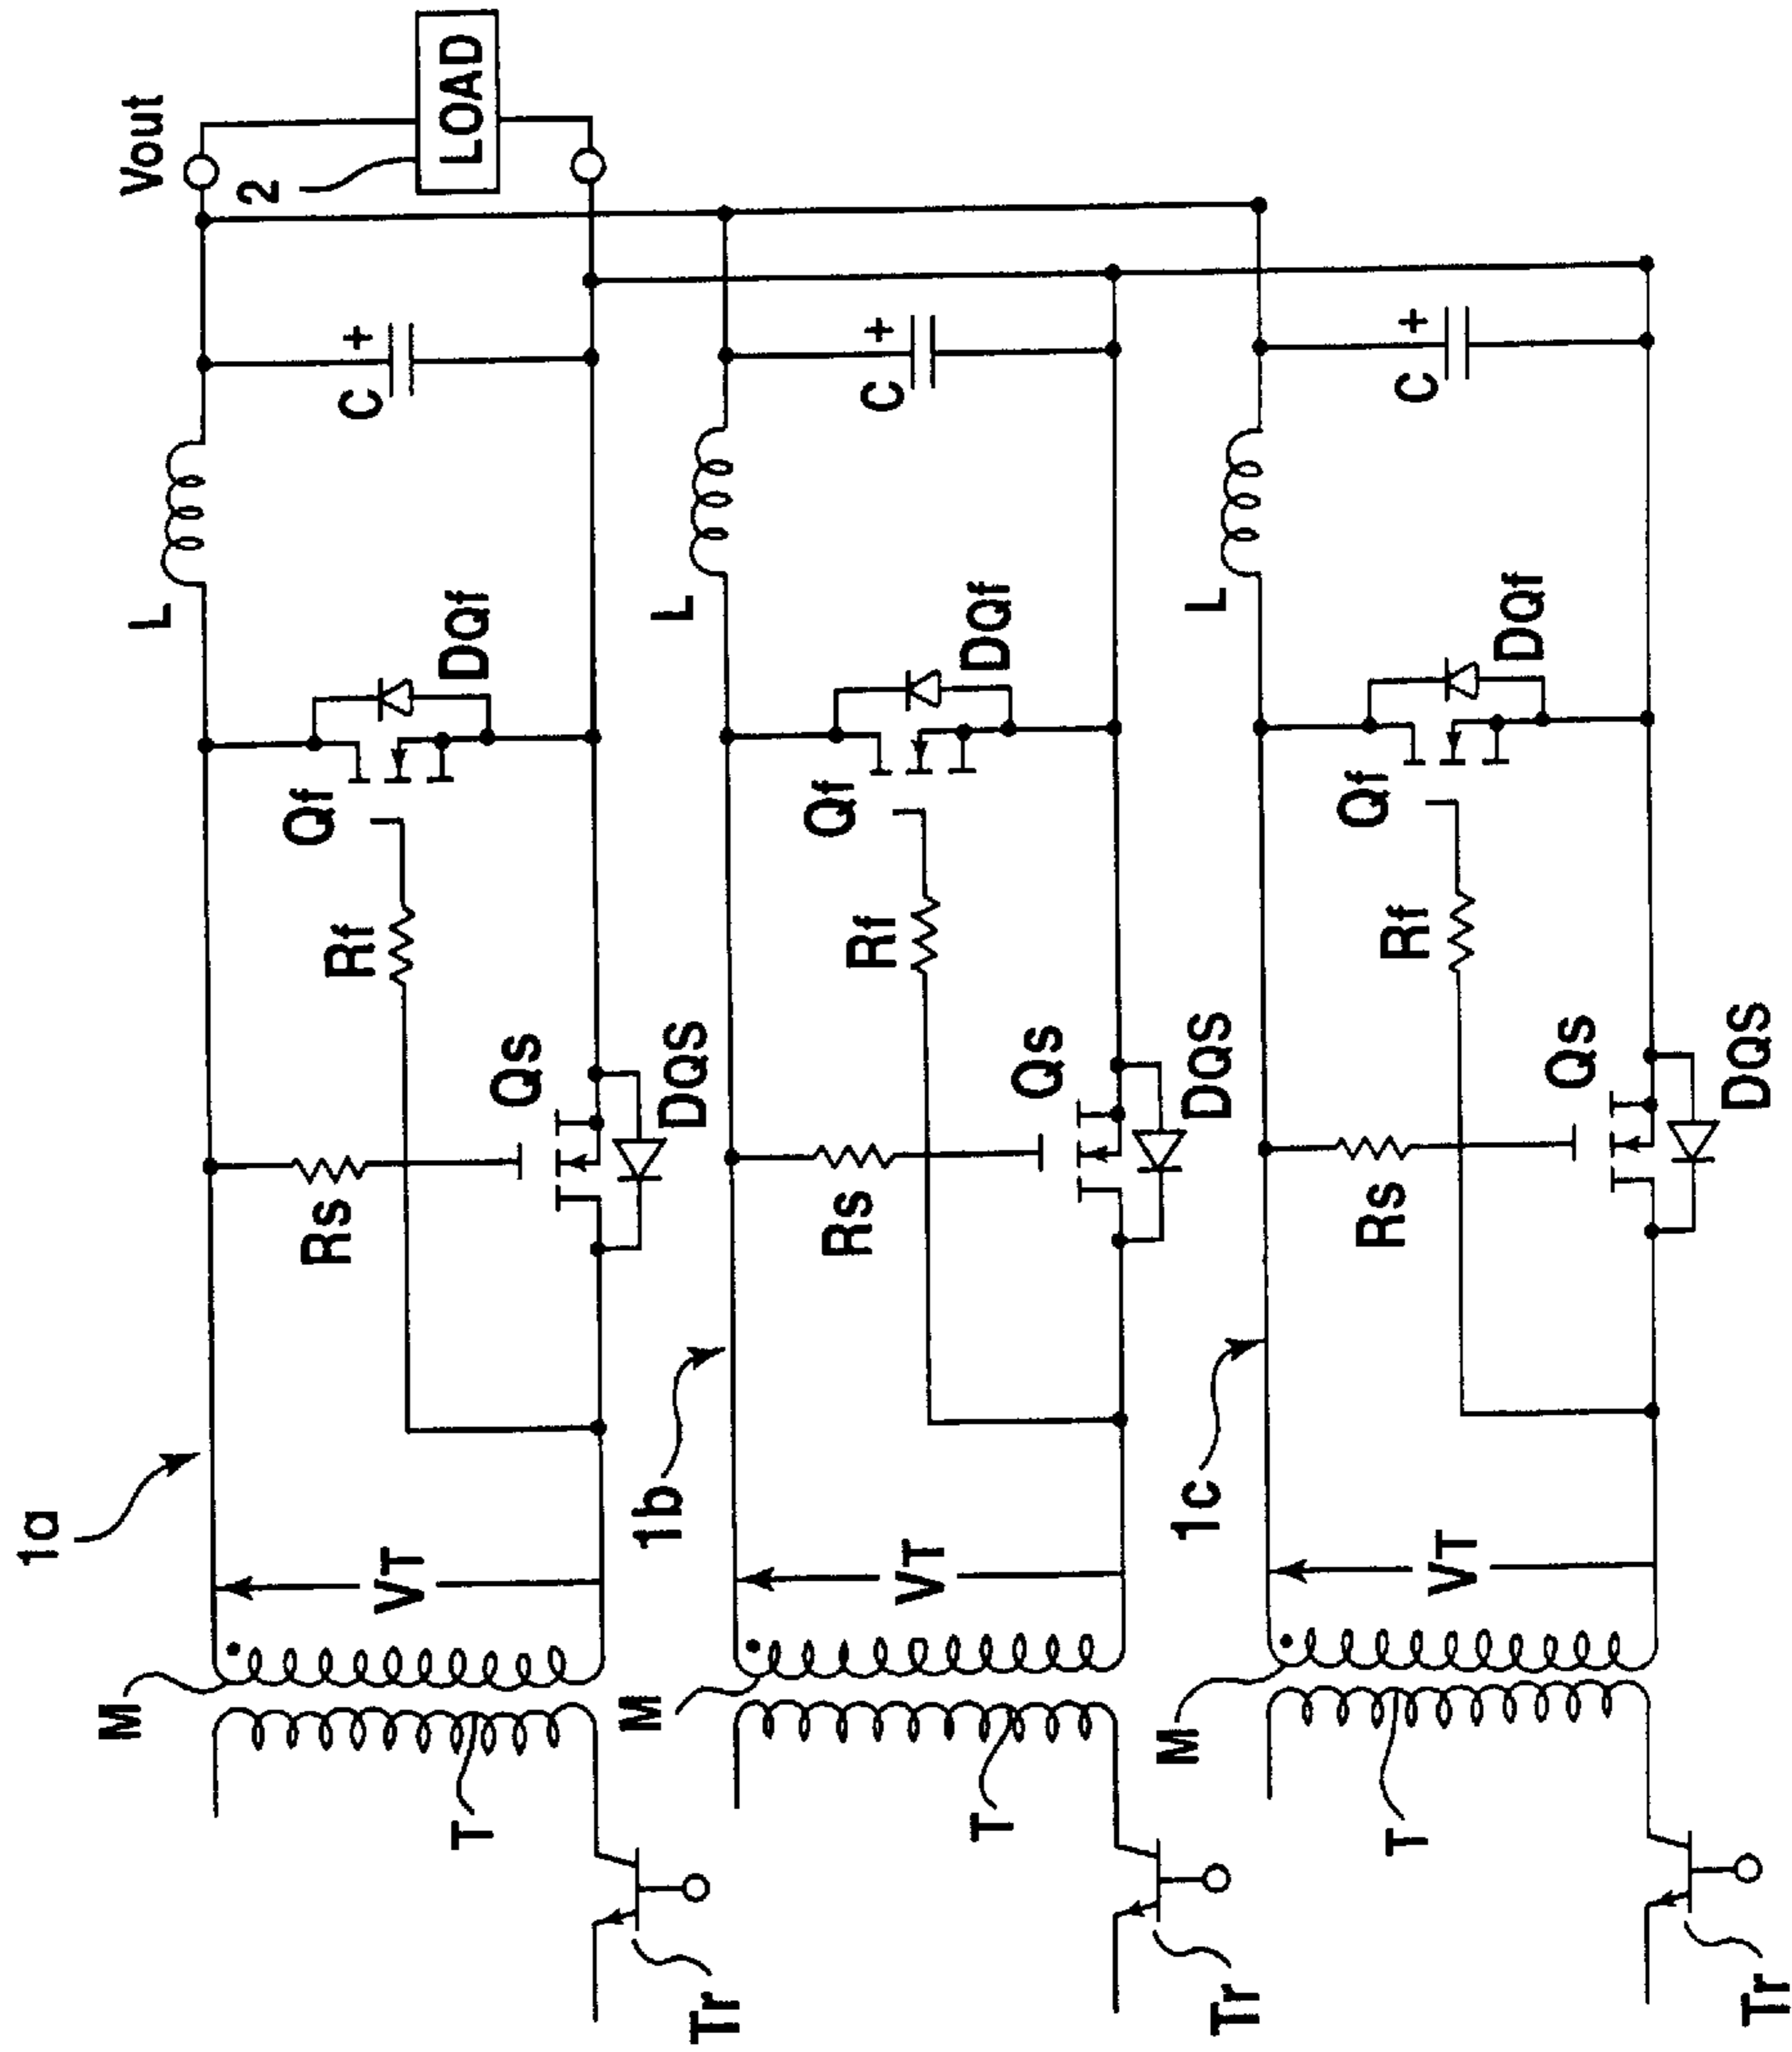 1a
M
VT
T
Tr
Rs
Rf
Qs
DQS
Qf
DQf
L
C
+
Vout
2
LOAD
1b
M
VT
T
Tr
Rs
Rf
Qs
DQS
Qf
DQf
L
C
+
1c
M
VT
T
Tr
Rs
Rf
Qs
DQS
Qf
DQf
L
C
+